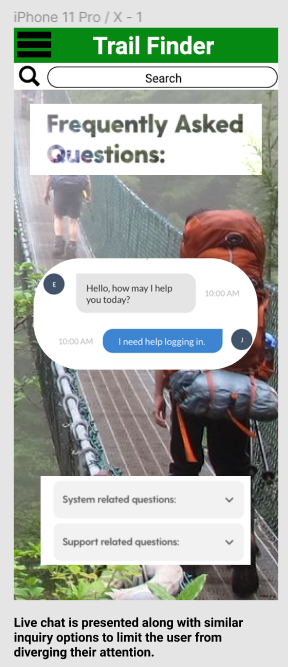 iPhone 11 Pro / X - 1
Trail Finder
Search
Frequently Asked
Questions:
E
Hello, how may I help
you today?
10:00 AM
10:00 AM
I need help logging in.
J
System related questions:
Support related questions:
Live chat is presented along with similar
inquiry options to limit the user from
diverging their attention.